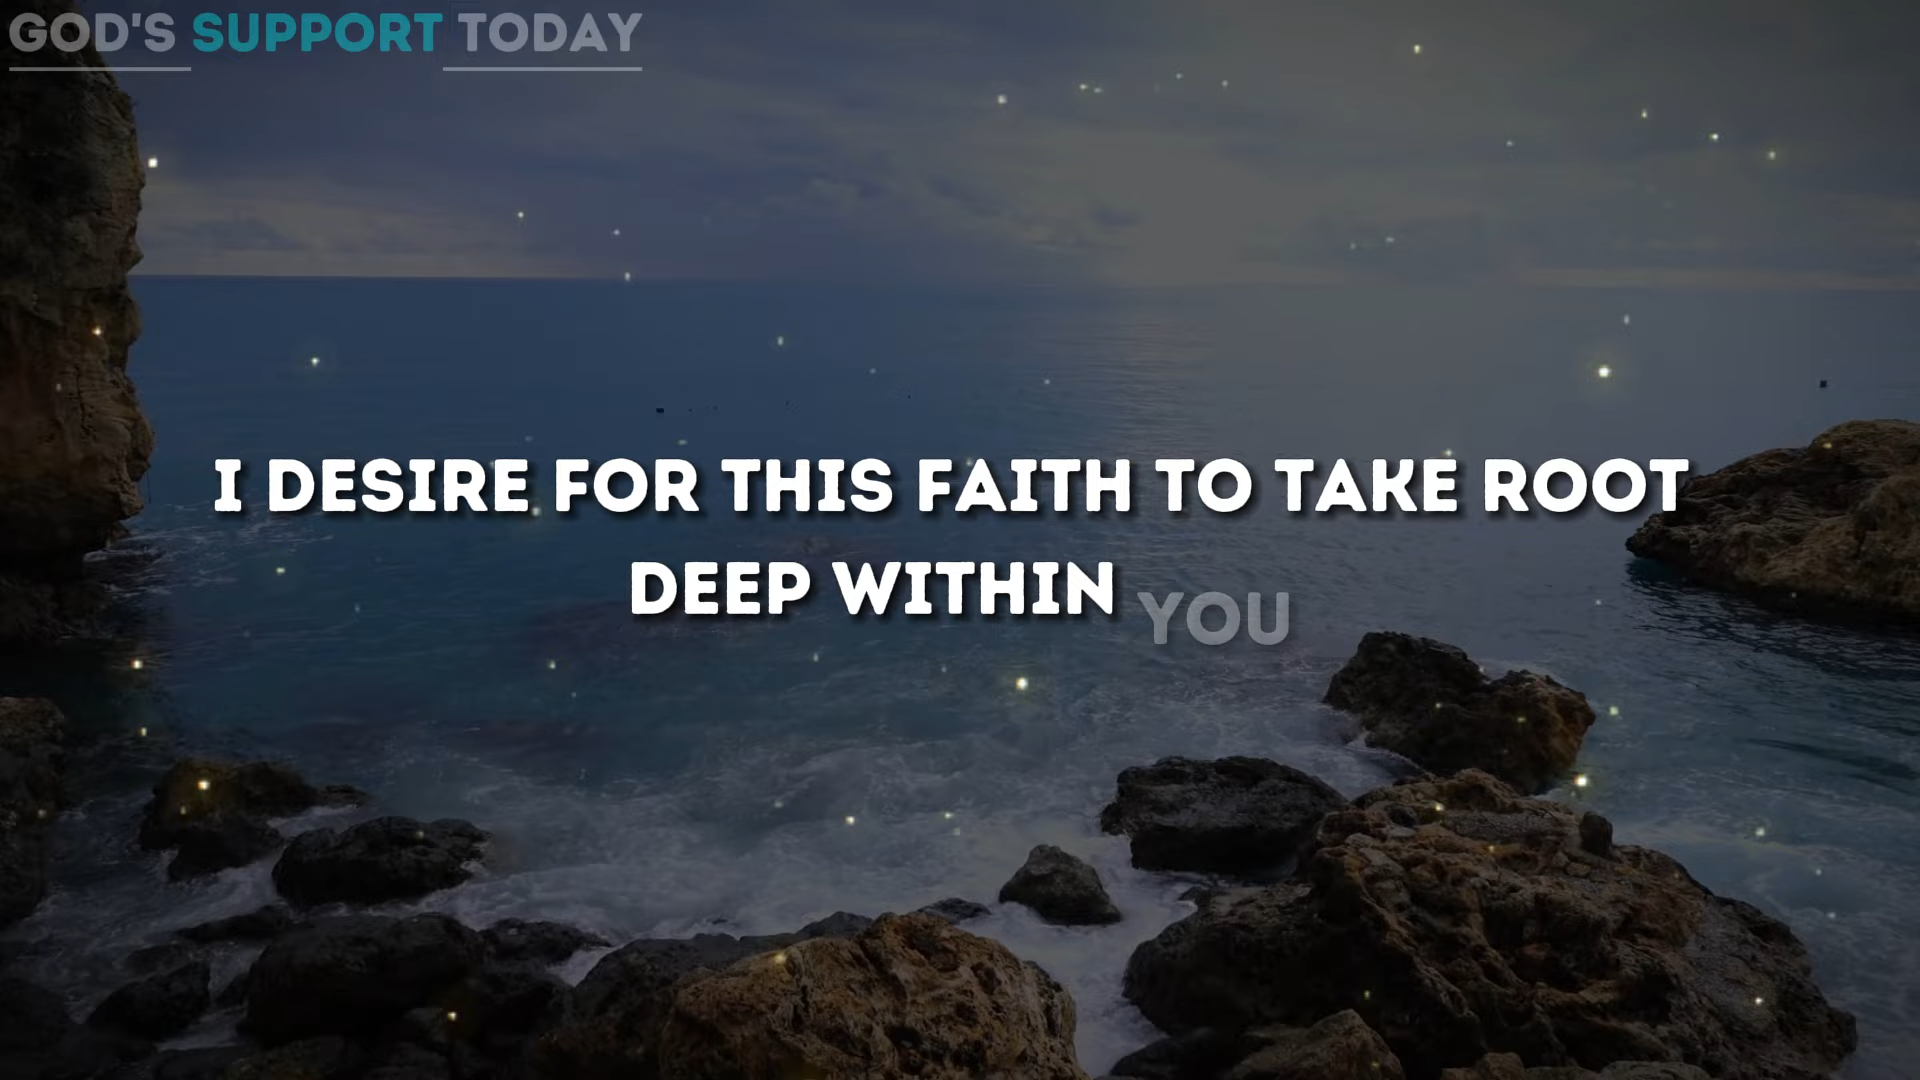 GOD'S SUPPORT TODAY
I DESIRE FOR THIS FAITH TO TAKE ROOT
DEEP WITHIN YOU